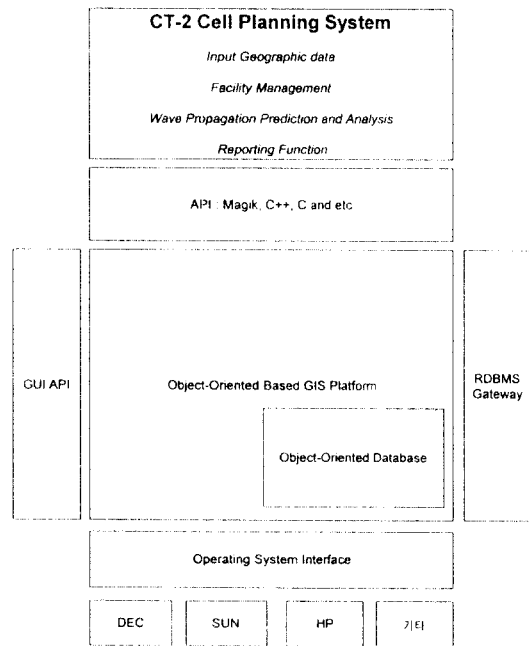 CT-2 Cell Planning System
Input Geographic data
Facility Management
Wave Propagation Prediction and Analysis
Reporting Function
API : Magik, C++, C and etc
GUI API
Object-Oriented Based GIS Platform
RDBMS
Gateway
Object-Oriented Database
Operating System Interface
DEC
SUN
HP
기타